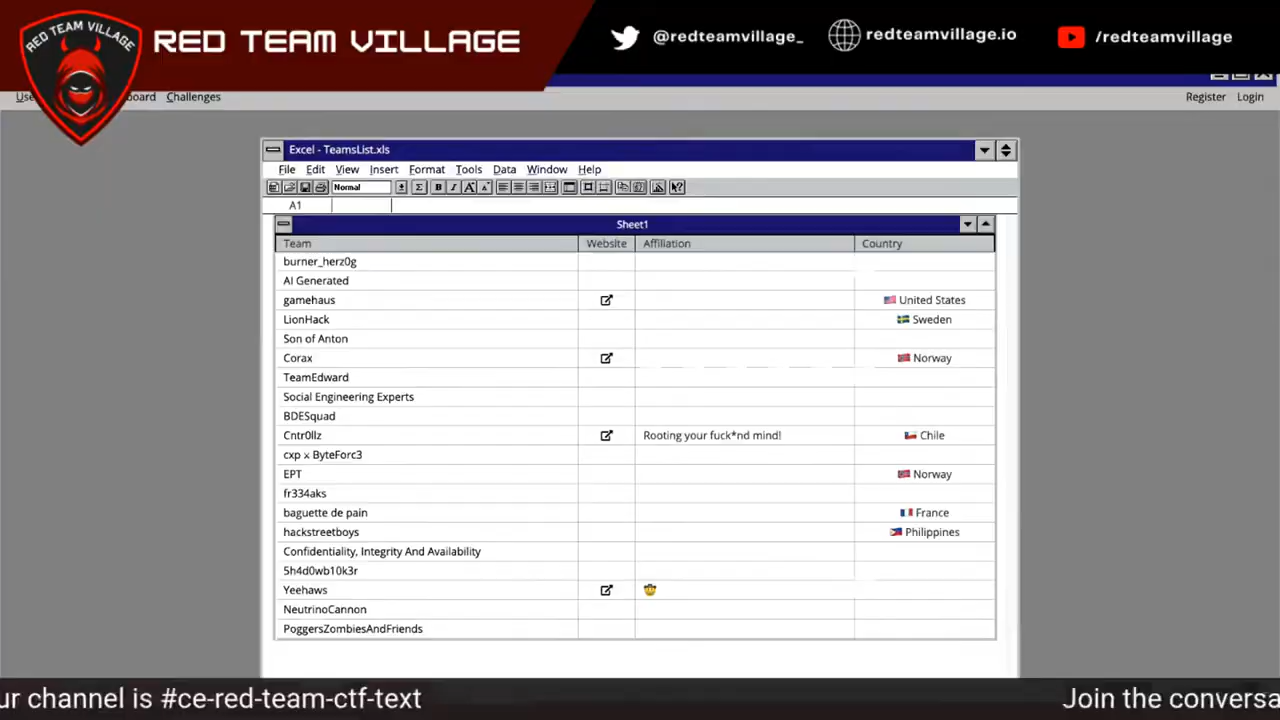 RED TEAM VILLAGE
RED TEAM VILLAGE
@redteamvillage_
redteamvillage.io
/redteamvillage
Challenges
Register Login
Excel - TeamsList.xls
File Edit View Insert Format Tools Data Window Help
Normal
A1
Sheet1
Team Website Affiliation Country
burner_herz0g
AI Generated
gamehaus United States
LionHack Sweden
Son of Anton
Corax Norway
TeamEdward
Social Engineering Experts
BDESquad
Cntr0llz Rooting your fuck*nd mind! Chile
cxp x ByteForc3
EPT Norway
fr334aks
baguette de pain France
hackstreetboys Philippines
Confidentiality, Integrity And Availability
5h4d0wb10k3r
Yeehaws
NeutrinoCannon
PoggersZombiesAndFriends
ur channel is #ce-red-team-ctf-text Join the conversa